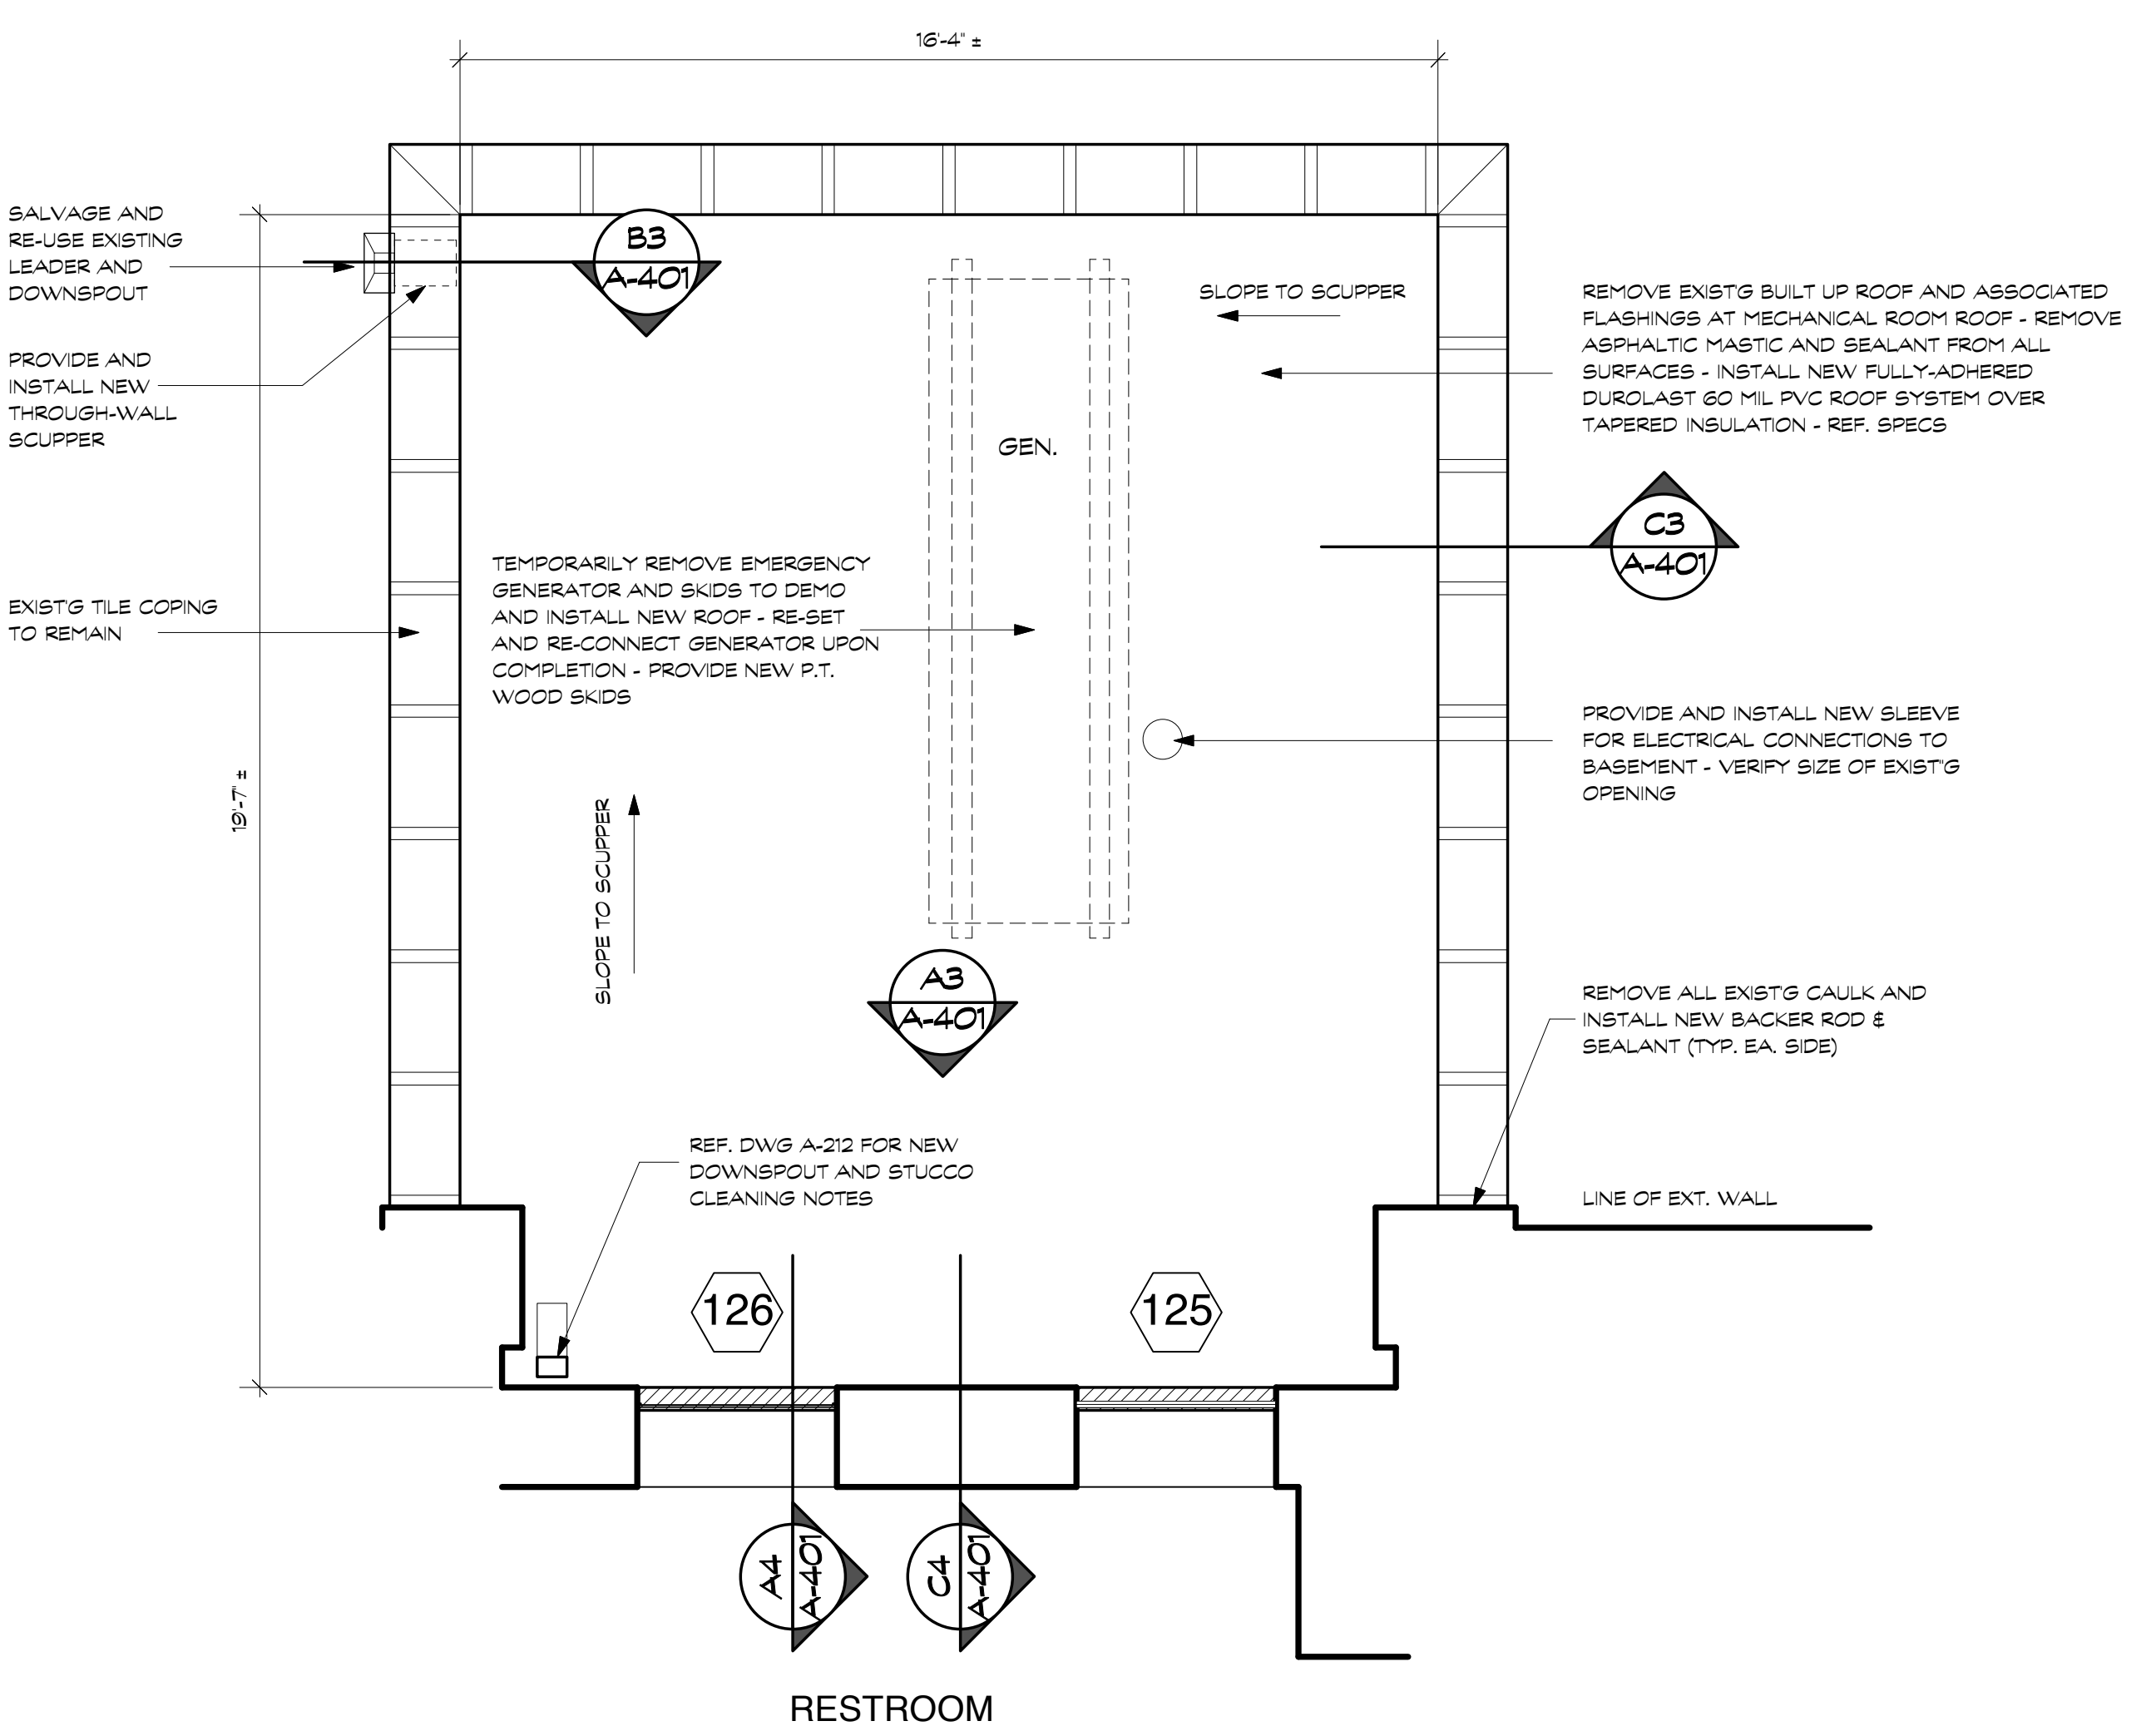 16'-4" ±
SALVAGE AND
RE-USE EXISTING
LEADER AND
DOWNSPOUT
PROVIDE AND
INSTALL NEW
THROUGH-WALL
SCUPPER
EXIST'G TILE COPING
TO REMAIN
19'-7" ±
B3
A-401
SLOPE TO SCUPPER
GEN.
TEMPORARILY REMOVE EMERGENCY
GENERATOR AND SKIDS TO DEMO
AND INSTALL NEW ROOF - RE-SET
AND RE-CONNECT GENERATOR UPON
COMPLETION - PROVIDE NEW P.T.
WOOD SKIDS
SLOPE TO SCUPPER
A3
A-401
REF. DWG A-212 FOR NEW
DOWNSPOUT AND STUCCO
CLEANING NOTES
REMOVE EXIST'G BUILT UP ROOF AND ASSOCIATED
FLASHINGS AT MECHANICAL ROOM ROOF - REMOVE
ASPHALTIC MASTIC AND SEALANT FROM ALL
SURFACES - INSTALL NEW FULLY-ADHERED
DUROLAST 60 MIL PVC ROOF SYSTEM OVER
TAPERED INSULATION - REF. SPECS
C3
A-401
PROVIDE AND INSTALL NEW SLEEVE
FOR ELECTRICAL CONNECTIONS TO
BASEMENT - VERIFY SIZE OF EXIST"G
OPENING
REMOVE ALL EXIST'G CAULK AND
INSTALL NEW BACKER ROD &
SEALANT (TYP. EA. SIDE)
LINE OF EXT. WALL
126
125
A4
A-401
C4
A-401
RESTROOM